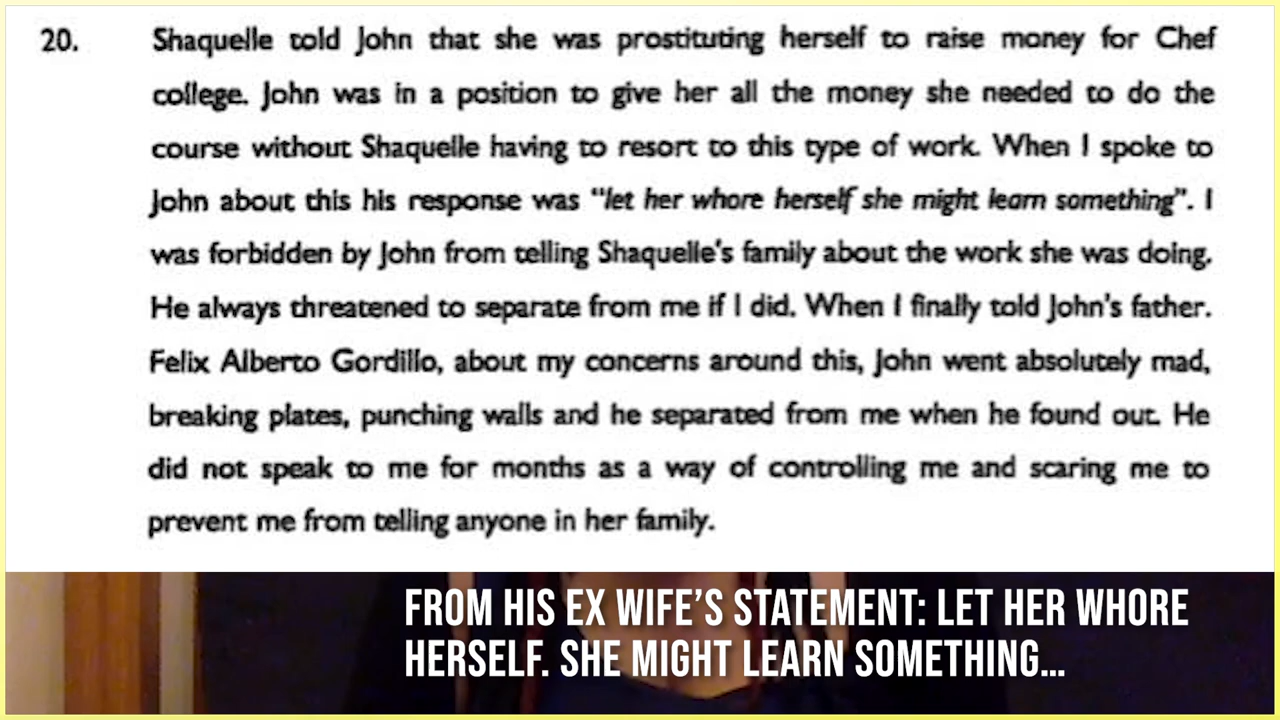 20. Shaquelle told John that she was prostituting herself to raise money for Chef
college. John was in a position to give her all the money she needed to do the
course without Shaquelle having to resort to this type of work. When I spoke to
John about this his response was “let her whore herself she might learn something”. I
was forbidden by John from telling Shaquelle's family about the work she was doing.
He always threatened to separate from me if I did. When I finally told John's father.
Felix Alberto Gordillo, about my concerns around this, John went absolutely mad,
breaking plates, punching walls and he separated from me when he found out. He
did not speak to me for months as a way of controlling me and scaring me to
prevent me from telling anyone in her family.
FROM HIS EX WIFE’S STATEMENT: LET HER WHORE
HERSELF. SHE MIGHT LEARN SOMETHING...